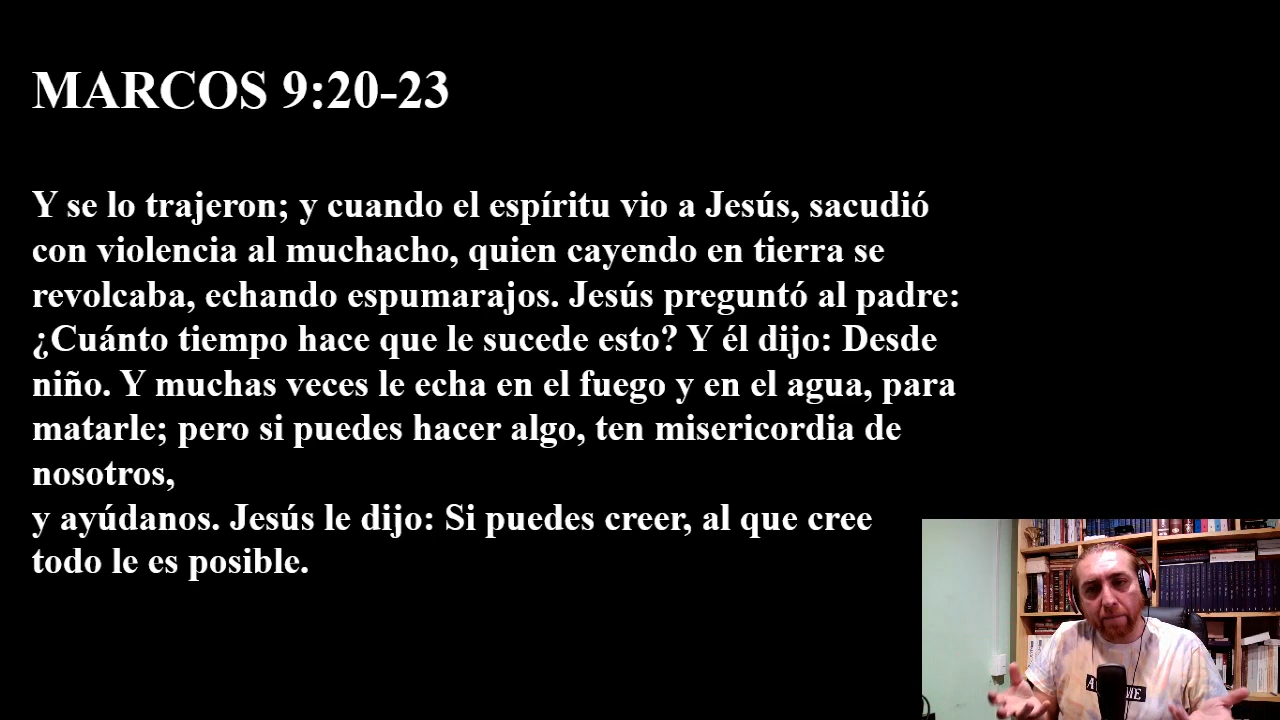 MARCOS 9:20-23
Y se lo trajeron; y cuando el espíritu vio a Jesús, sacudió
con violencia al muchacho, quien cayendo en tierra se
revolcaba, echando espumarajos. Jesús preguntó al padre:
¿Cuánto tiempo hace que le sucede esto? Y él dijo: Desde
niño. Y muchas veces le echa en el fuego y en el agua, para
matarle; pero si puedes hacer algo, ten misericordia de
nosotros,
y ayúdanos. Jesús le dijo: Si puedes creer, al que cree
todo le es posible.